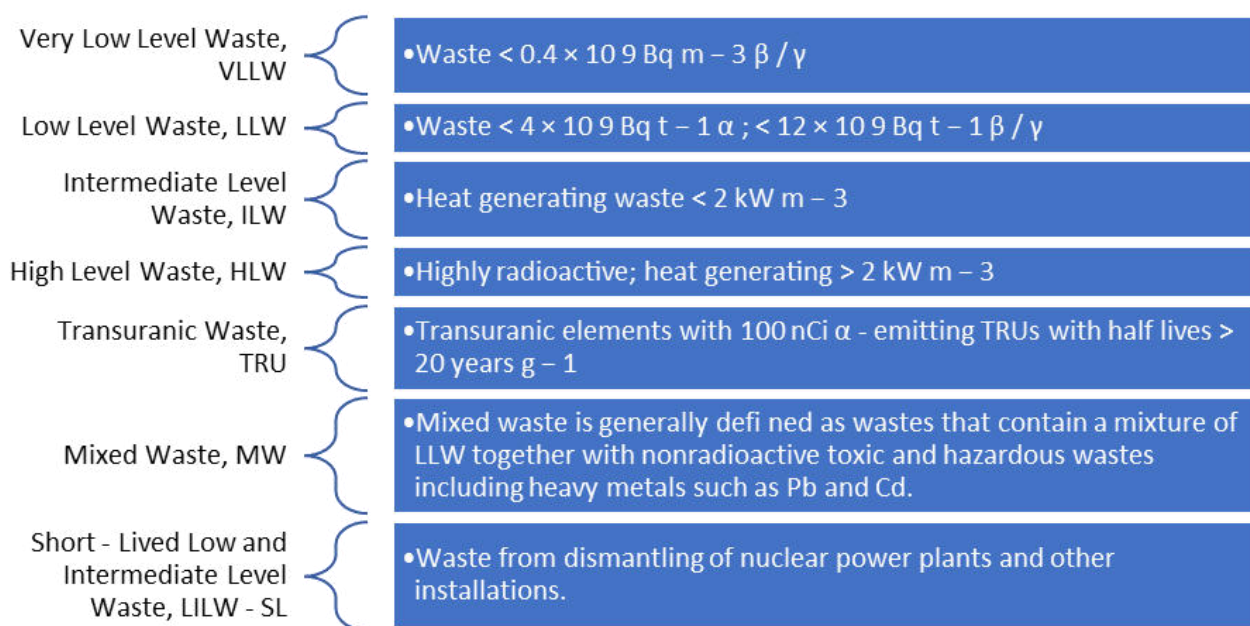 Very Low Level Waste,
VLLW
•Waste < 0.4 × 10 9 Bq m – 3 β / γ
Low Level Waste, LLW
•Waste < 4 × 10 9 Bq t – 1 α ; < 12 × 10 9 Bq t – 1 β / γ
Intermediate Level
Waste, ILW
•Heat generating waste < 2 kW m – 3
High Level Waste, HLW
•Highly radioactive; heat generating > 2 kW m – 3
Transuranic Waste,
TRU
•Transuranic elements with 100 nCi α - emitting TRUs with half lives >
20 years g – 1
Mixed Waste, MW
•Mixed waste is generally defi ned as wastes that contain a mixture of
LLW together with nonradioactive toxic and hazardous wastes
including heavy metals such as Pb and Cd.
Short - Lived Low and
Intermediate Level
Waste, LILW - SL
•Waste from dismantling of nuclear power plants and other
installations.